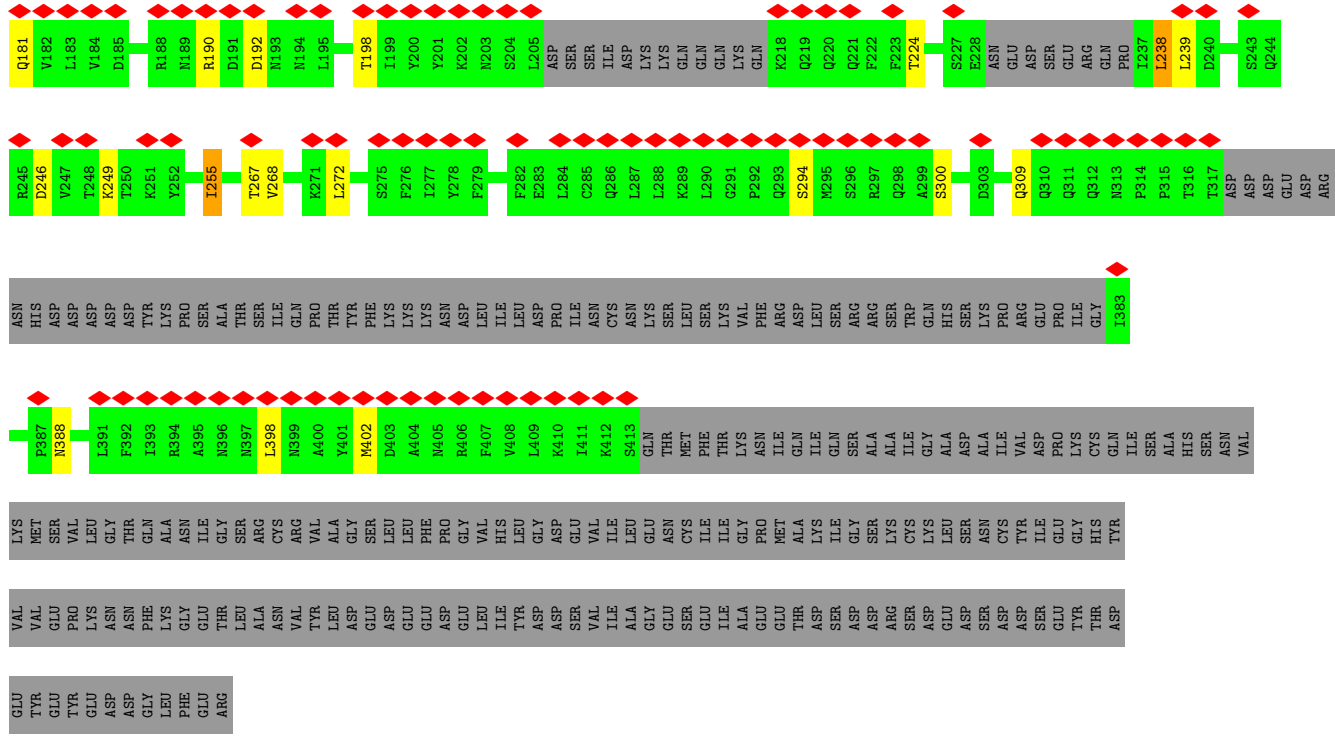 Q181 V182 L183 V184 D185 R188 N189 R190 D191 D192 N193 N194 L195 T198 I199 Y200 Y201 K202 N203 S204 L205 ASP SER SER ILE ASP LYS LYS GLN GLN GLN LYS GLN K218 Q219 Q220 Q221 F222 F223 T224 S227 E228 ASN GLU ASP SER GLU ARG GLN PRO I237 L238 L239 D240 S243 Q244
R245 D246 V247 T248 K249 T250 K251 Y252 I255 T267 V268 K271 L272 S275 F276 I277 Y278 F279 F282 E283 L284 C285 Q286 L287 L288 K289 L290 G291 P292 Q293 S294 M295 S296 R297 Q298 A299 S300 D303 Q309 Q310 Q311 Q312 N313 P314 P315 T316 T317 ASP ASP ASP GLU ASP ARG
ASN HIS ASP ASP ASP ASP ASP TYR LYS PRO SER ALA THR SER ILE GLN PRO THR TYR PHE LYS LYS LYS ASN ASP LEU ILE LEU ASP PRO ILE ASN CYS ASN LYS SER LEU SER LYS VAL PHE ARG ASP LEU SER ARG ARG SER TRP GLN HIS SER LYS PRO ARG GLU PRO ILE GLY I383
P387 N388 L391 F392 I393 R394 A395 N396 N397 L398 N399 A400 Y401 M402 D403 A404 N405 R406 F407 V408 L409 K410 I411 K412 S413 GLN THR MET PHE THR LYS ASN ILE GLN ILE GLN SER ALA ALA ILE GLY ALA ASP ALA ILE VAL ASP PRO LYS CYS GLN ILE SER ALA HIS SER ASN VAL
LYS MET SER VAL LEU GLY THR GLN ALA ASN ILE GLY SER ARG CYS ARG VAL ALA GLY SER LEU LEU PHE PRO GLY VAL HIS LEU GLY ASP GLU VAL ILE LEU GLU ASN CYS ILE ILE GLY PRO MET ALA LYS ILE GLY SER LYS CYS LYS LEU SER ASN CYS TYR ILE GLU GLY HIS TYR
VAL VAL GLU PRO LYS ASN ASN PHE LYS GLY GLU THR LEU ALA ASN VAL TYR LEU ASP GLU ASP GLU GLU ASP GLU LEU ILE TYR ASP ASP SER VAL ILE ALA GLY GLU SER GLU ILE ALA GLU GLU THR ASP SER ASP ASP ARG SER ASP GLU ASP SER ASP ASP SER GLU TYR THR ASP
GLU TYR GLU TYR GLU ASP ASP GLY LEU PHE GLU ARG